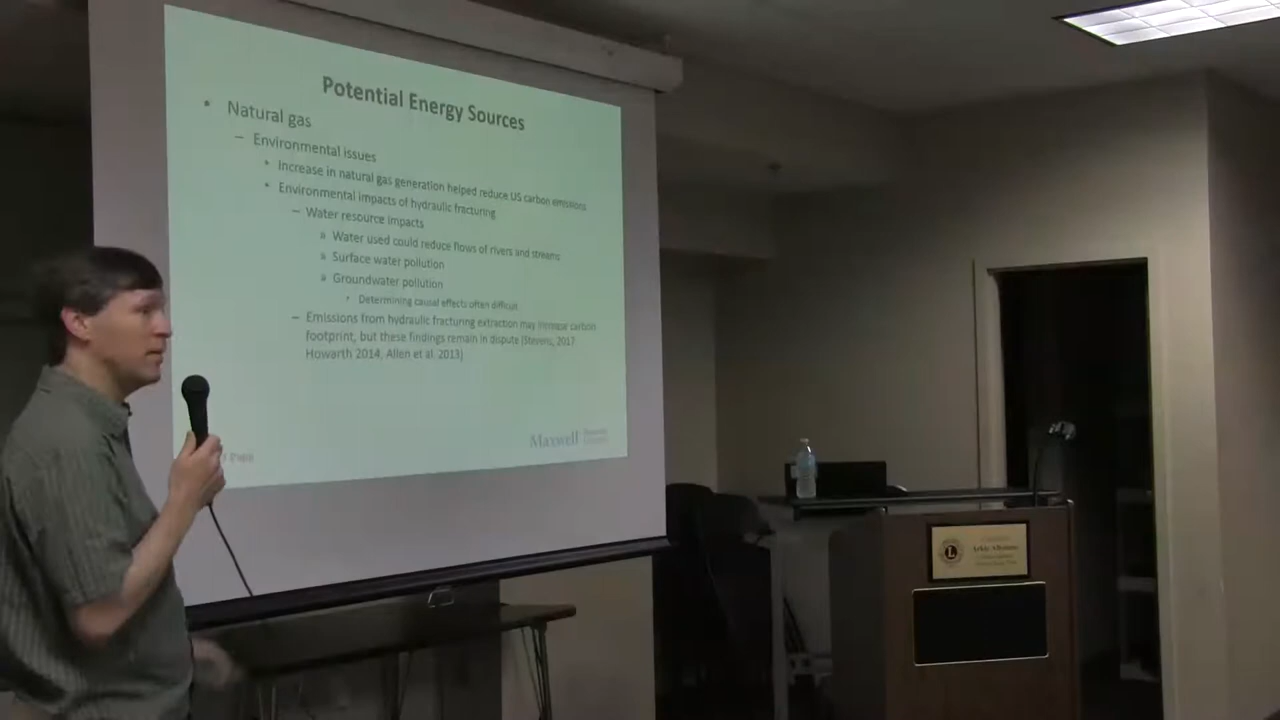 Potential Energy Sources
• Natural gas
– Environmental issues
• Increase in natural gas generation helped reduce US carbon emissions
• Environmental impacts of hydraulic fracturing
– Water resource impacts
» Water used could reduce flows of rivers and streams
» Surface water pollution
» Groundwater pollution
• Determining causal effects often difficult
– Emissions from hydraulic fracturing extraction may increase carbon
footprint, but these findings remain in dispute (Stevens, 2017
Howarth 2014, Allen et al. 2013)
Maxwell
L